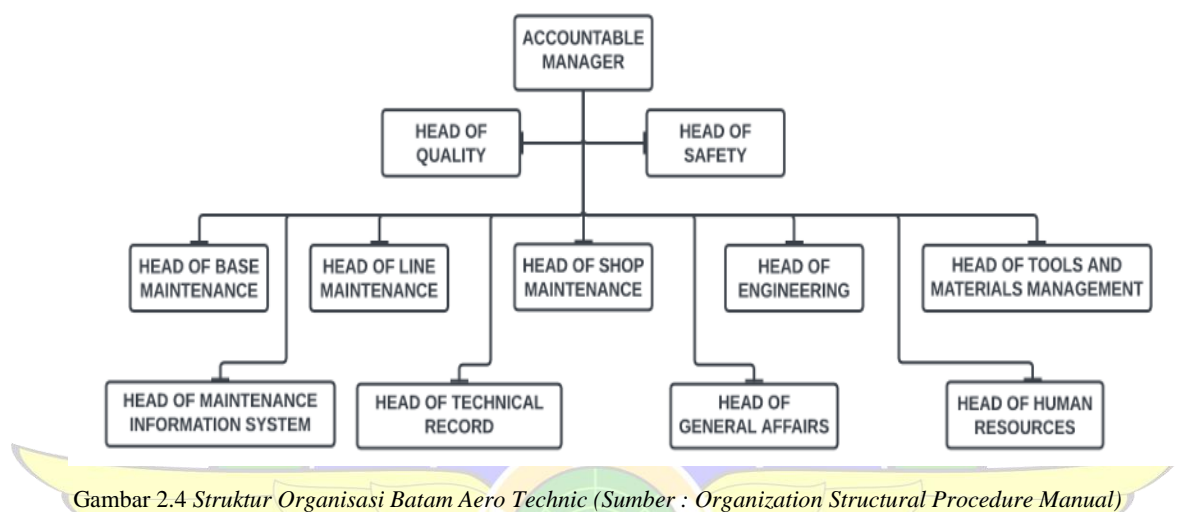 ACCOUNTABLE
MANAGER
HEAD OF
QUALITY
HEAD OF
SAFETY
HEAD OF BASE
MAINTENANCE
HEAD OF LINE
MAINTENANCE
HEAD OF SHOP
MAINTENANCE
HEAD OF
ENGINEERING
HEAD OF TOOLS AND
MATERIALS MANAGEMENT
HEAD OF MAINTENANCE
INFORMATION SYSTEM
HEAD OF TECHNICAL
RECORD
HEAD OF
GENERAL AFFAIRS
HEAD OF HUMAN
RESOURCES
Gambar 2.4 Struktur Organisasi Batam Aero Technic (Sumber : Organization Structural Procedure Manual)